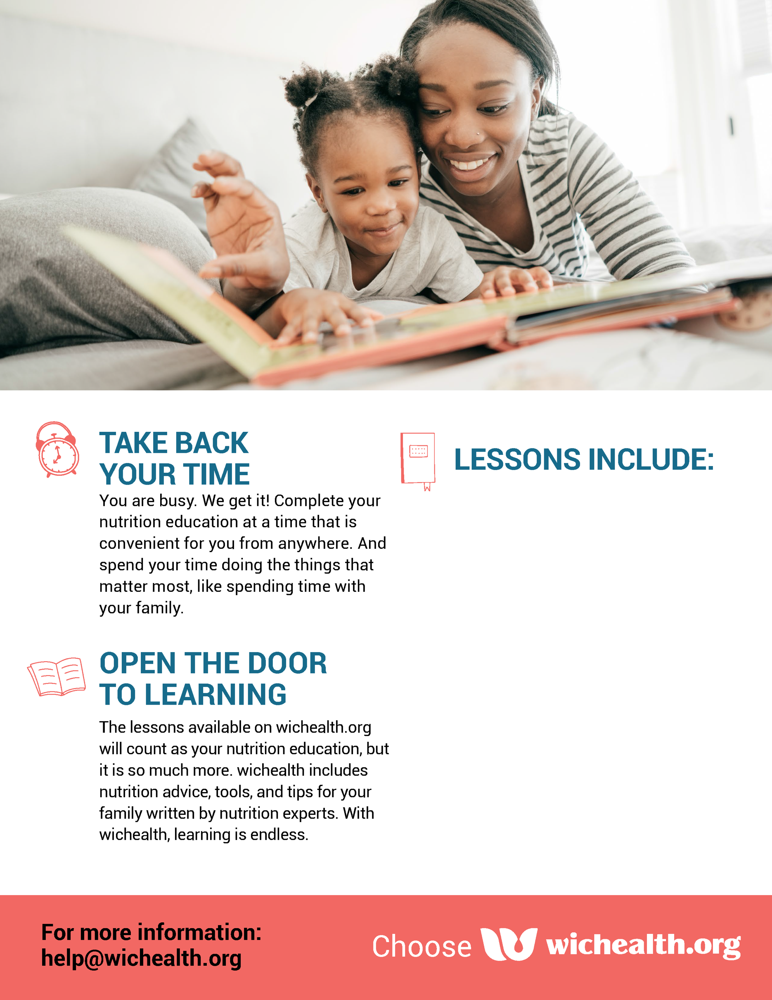 TAKE BACK
YOUR TIME
You are busy. We get it! Complete your
nutrition education at a time that is
convenient for you from anywhere. And
spend your time doing the things that
matter most, like spending time with
your family.
OPEN THE DOOR
TO LEARNING
The lessons available on wichealth.org
will count as your nutrition education, but
it is so much more. wichealth includes
nutrition advice, tools, and tips for your
family written by nutrition experts. With
wichealth, learning is endless.
LESSONS INCLUDE:
For more information:
help@wichealth.org
Choose wichealth.org